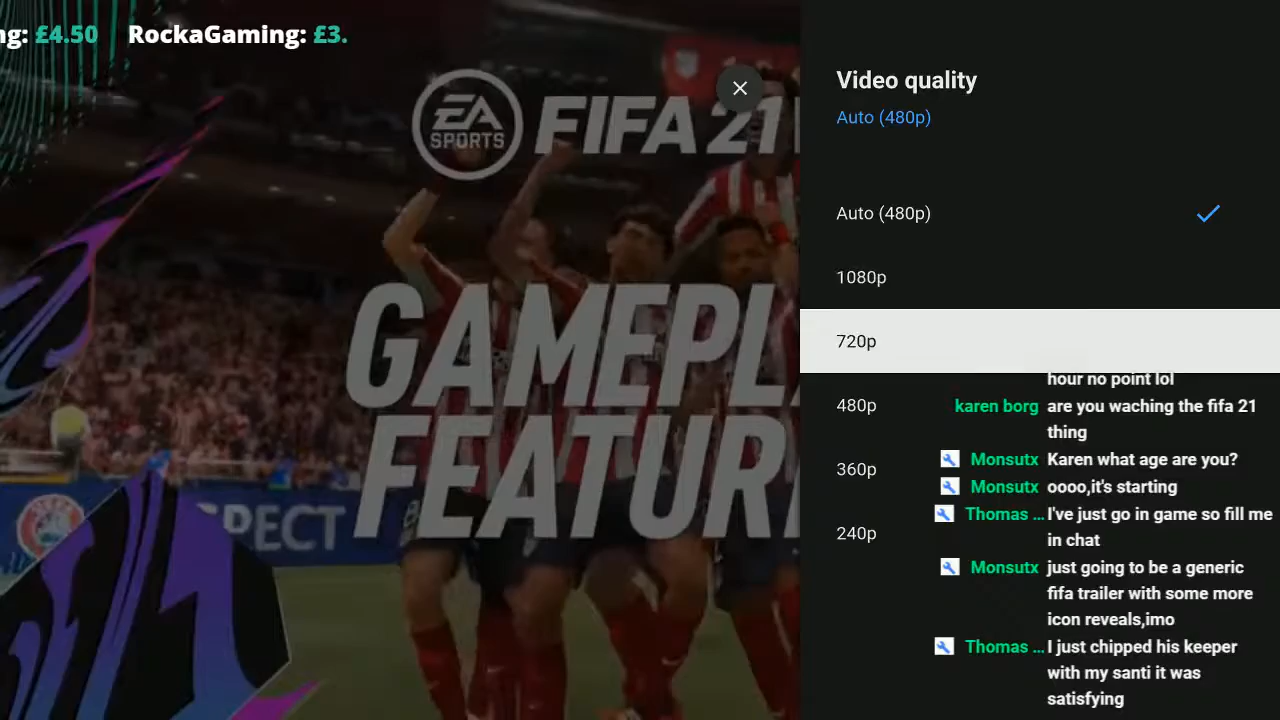 ng: £4.50 RockaGaming: £3.
EA
SPORTS
FIFA 21
GAMEPL
FEATUR
SPECT
Video quality
Auto (480p)
Auto (480p)
1080p
720p
480p
360p
240p
hour no point lol
karen borg are you waching the fifa 21
thing
Monsutx Karen what age are you?
Monsutx oooo,it's starting
Thomas ... I've just go in game so fill me
in chat
Monsutx just going to be a generic
fifa trailer with some more
icon reveals,imo
Thomas ... I just chipped his keeper
with my santi it was
satisfying